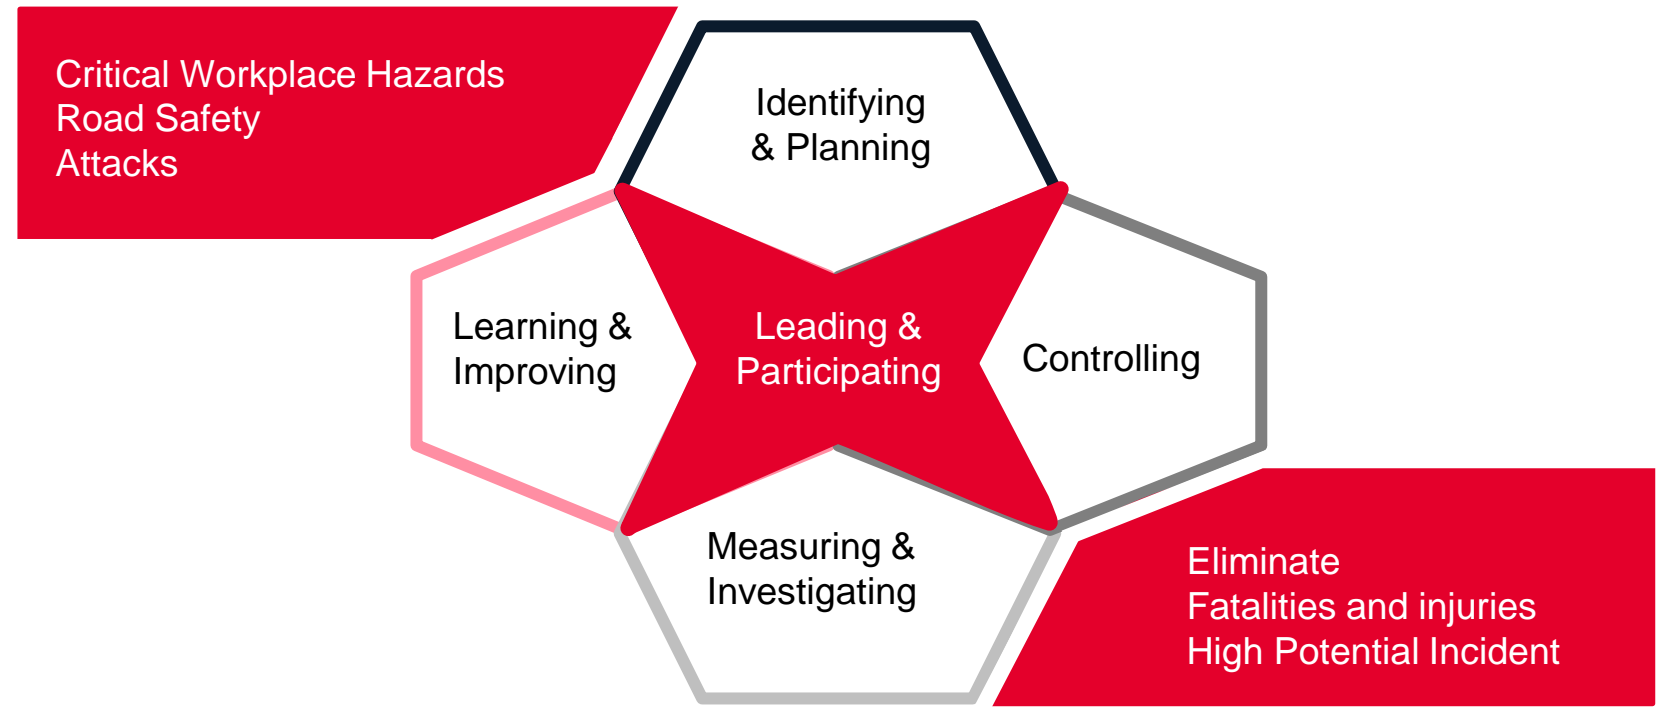 Critical Workplace Hazards
Road Safety
Attacks
Identifying
& Planning
Learning &
Improving
Leading &
Participating
Controlling
Measuring &
Investigating
Eliminate
Fatalities and injuries
High Potential Incident